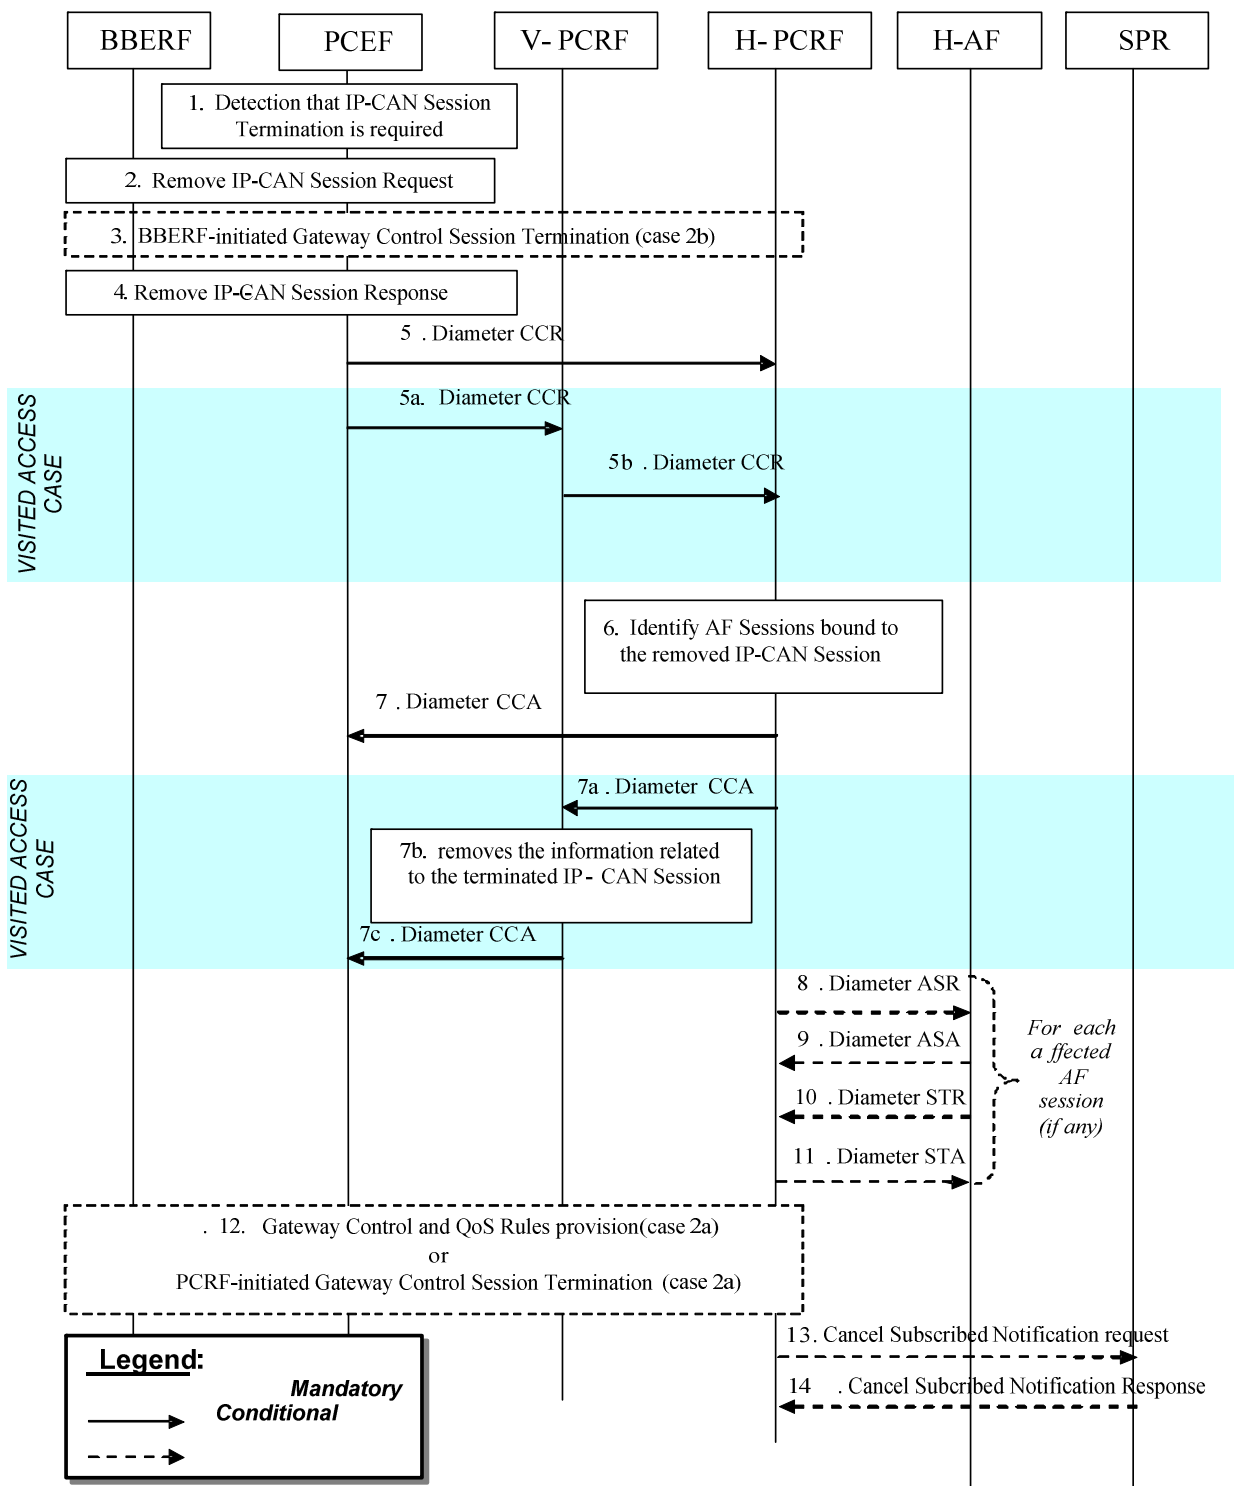 BBERF
PCEF
V- PCRF
H- PCRF
H-AF
SPR
1. Detection that IP-CAN Session
Termination is required
2. Remove IP-CAN Session Request
3. BBERF-initiated Gateway Control Session Termination (case 2b)
4. Remove IP-CAN Session Response
5 . Diameter CCR
VISITED ACCESS
CASE
5a. Diameter CCR
5b . Diameter CCR
6. Identify AF Sessions bound to
the removed IP-CAN Session
7 . Diameter CCA
VISITED ACCESS
CASE
7a . Diameter CCA
7b. removes the information related
to the terminated IP- CAN Session
7c . Diameter CCA
8 . Diameter ASR
9 . Diameter ASA
10 . Diameter STR
11 . Diameter STA
For each
a ffected
AF
session
(if any)
. 12. Gateway Control and QoS Rules provision(case 2a)
or
PCRF-initiated Gateway Control Session Termination (case 2a)
13. Cancel Subscribed Notification request
14 . Cancel Subcribed Notification Response
Legend:
Mandatory
Conditional